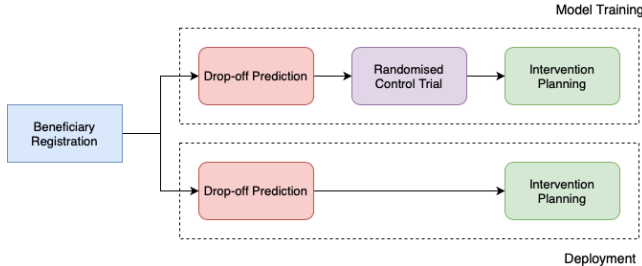 Model Training
Drop-off Prediction
Randomised
Control Trial
Intervention
Planning
Beneficiary
Registration
Drop-off Prediction
Intervention
Planning
Deployment